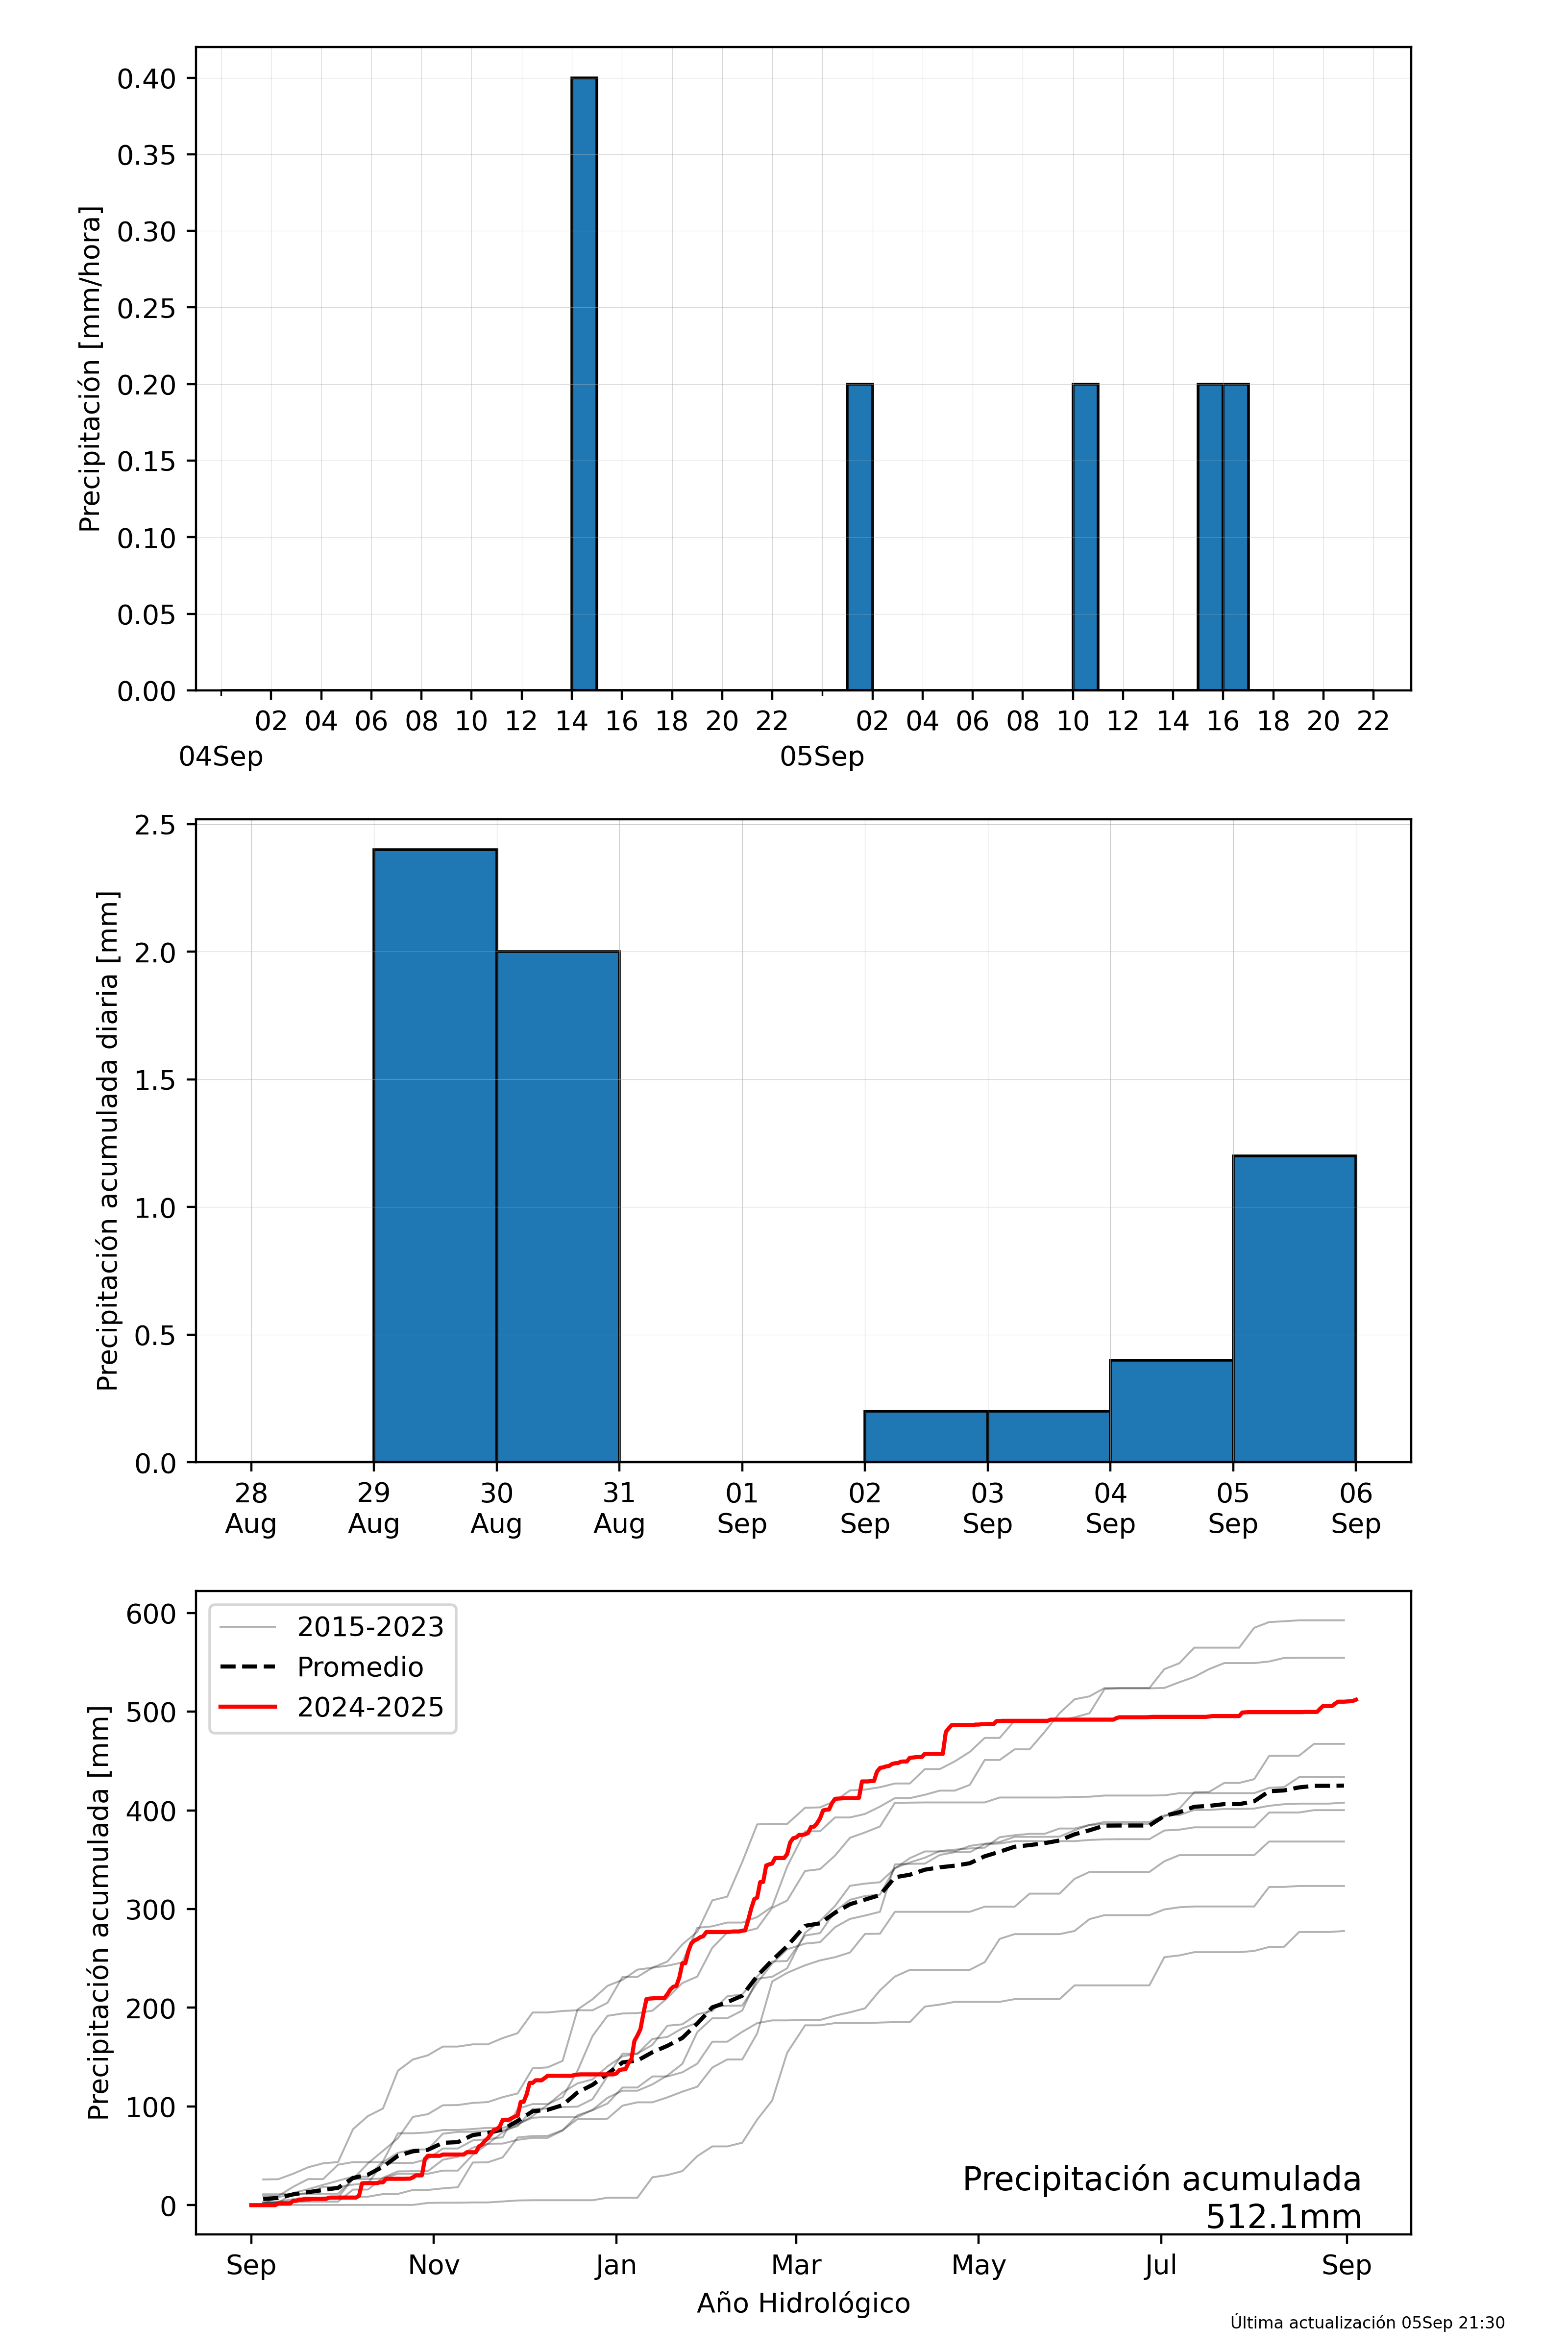 Precipitación [mm/hora]
0.40
0.35
0.30
0.25
0.20
0.15
0.10
0.05
0.00
02 04 06 08 10 12 14 16 18 20 22 02 04 06 08 10 12 14 16 18 20 22
04Sep 05Sep
Precipitación acumulada diaria [mm]
2.5
2.0
1.5
1.0
0.5
0.0
28 29 30 31 01 02 03 04 05 06
Aug Aug Aug Aug Sep Sep Sep Sep Sep Sep
Precipitación acumulada [mm]
600
500
400
300
200
100
0
2015-2023
Promedio
2024-2025
Precipitación acumulada
512.1mm
Sep Nov Jan Mar May Jul Sep
Año Hidrológico
Última actualización 05Sep 21:30